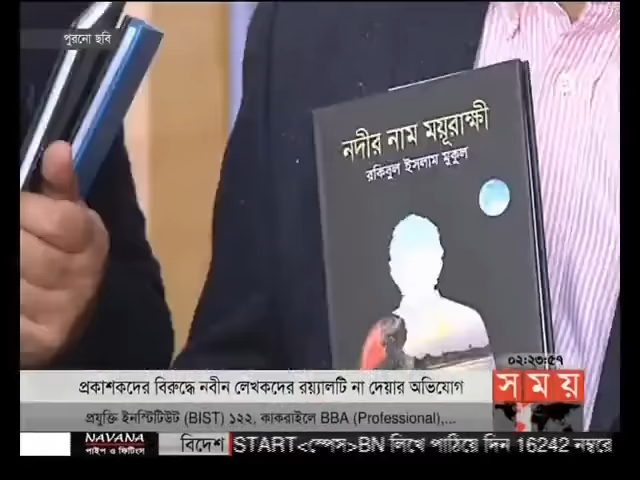 পুরনো ছবি
নদীর নাম ময়ূরাক্ষী
রকিবুল ইসলাম মুকুল
০২:২৩:৫৭
প্রকাশকদের বিরুদ্ধে নবীন লেখকদের রয়্যালটি না দেয়ার অভিযোগ
সময়
প্রযুক্তি ইনস্টিটিউট (BIST) ১২২, কাকরাইলে BBA (Professional),...
NAVANA
পাইপ ও ফিটিংস
বিদেশ
START<স্পেস>BN লিখে পাঠিয়ে দিন 16242 নম্বরে